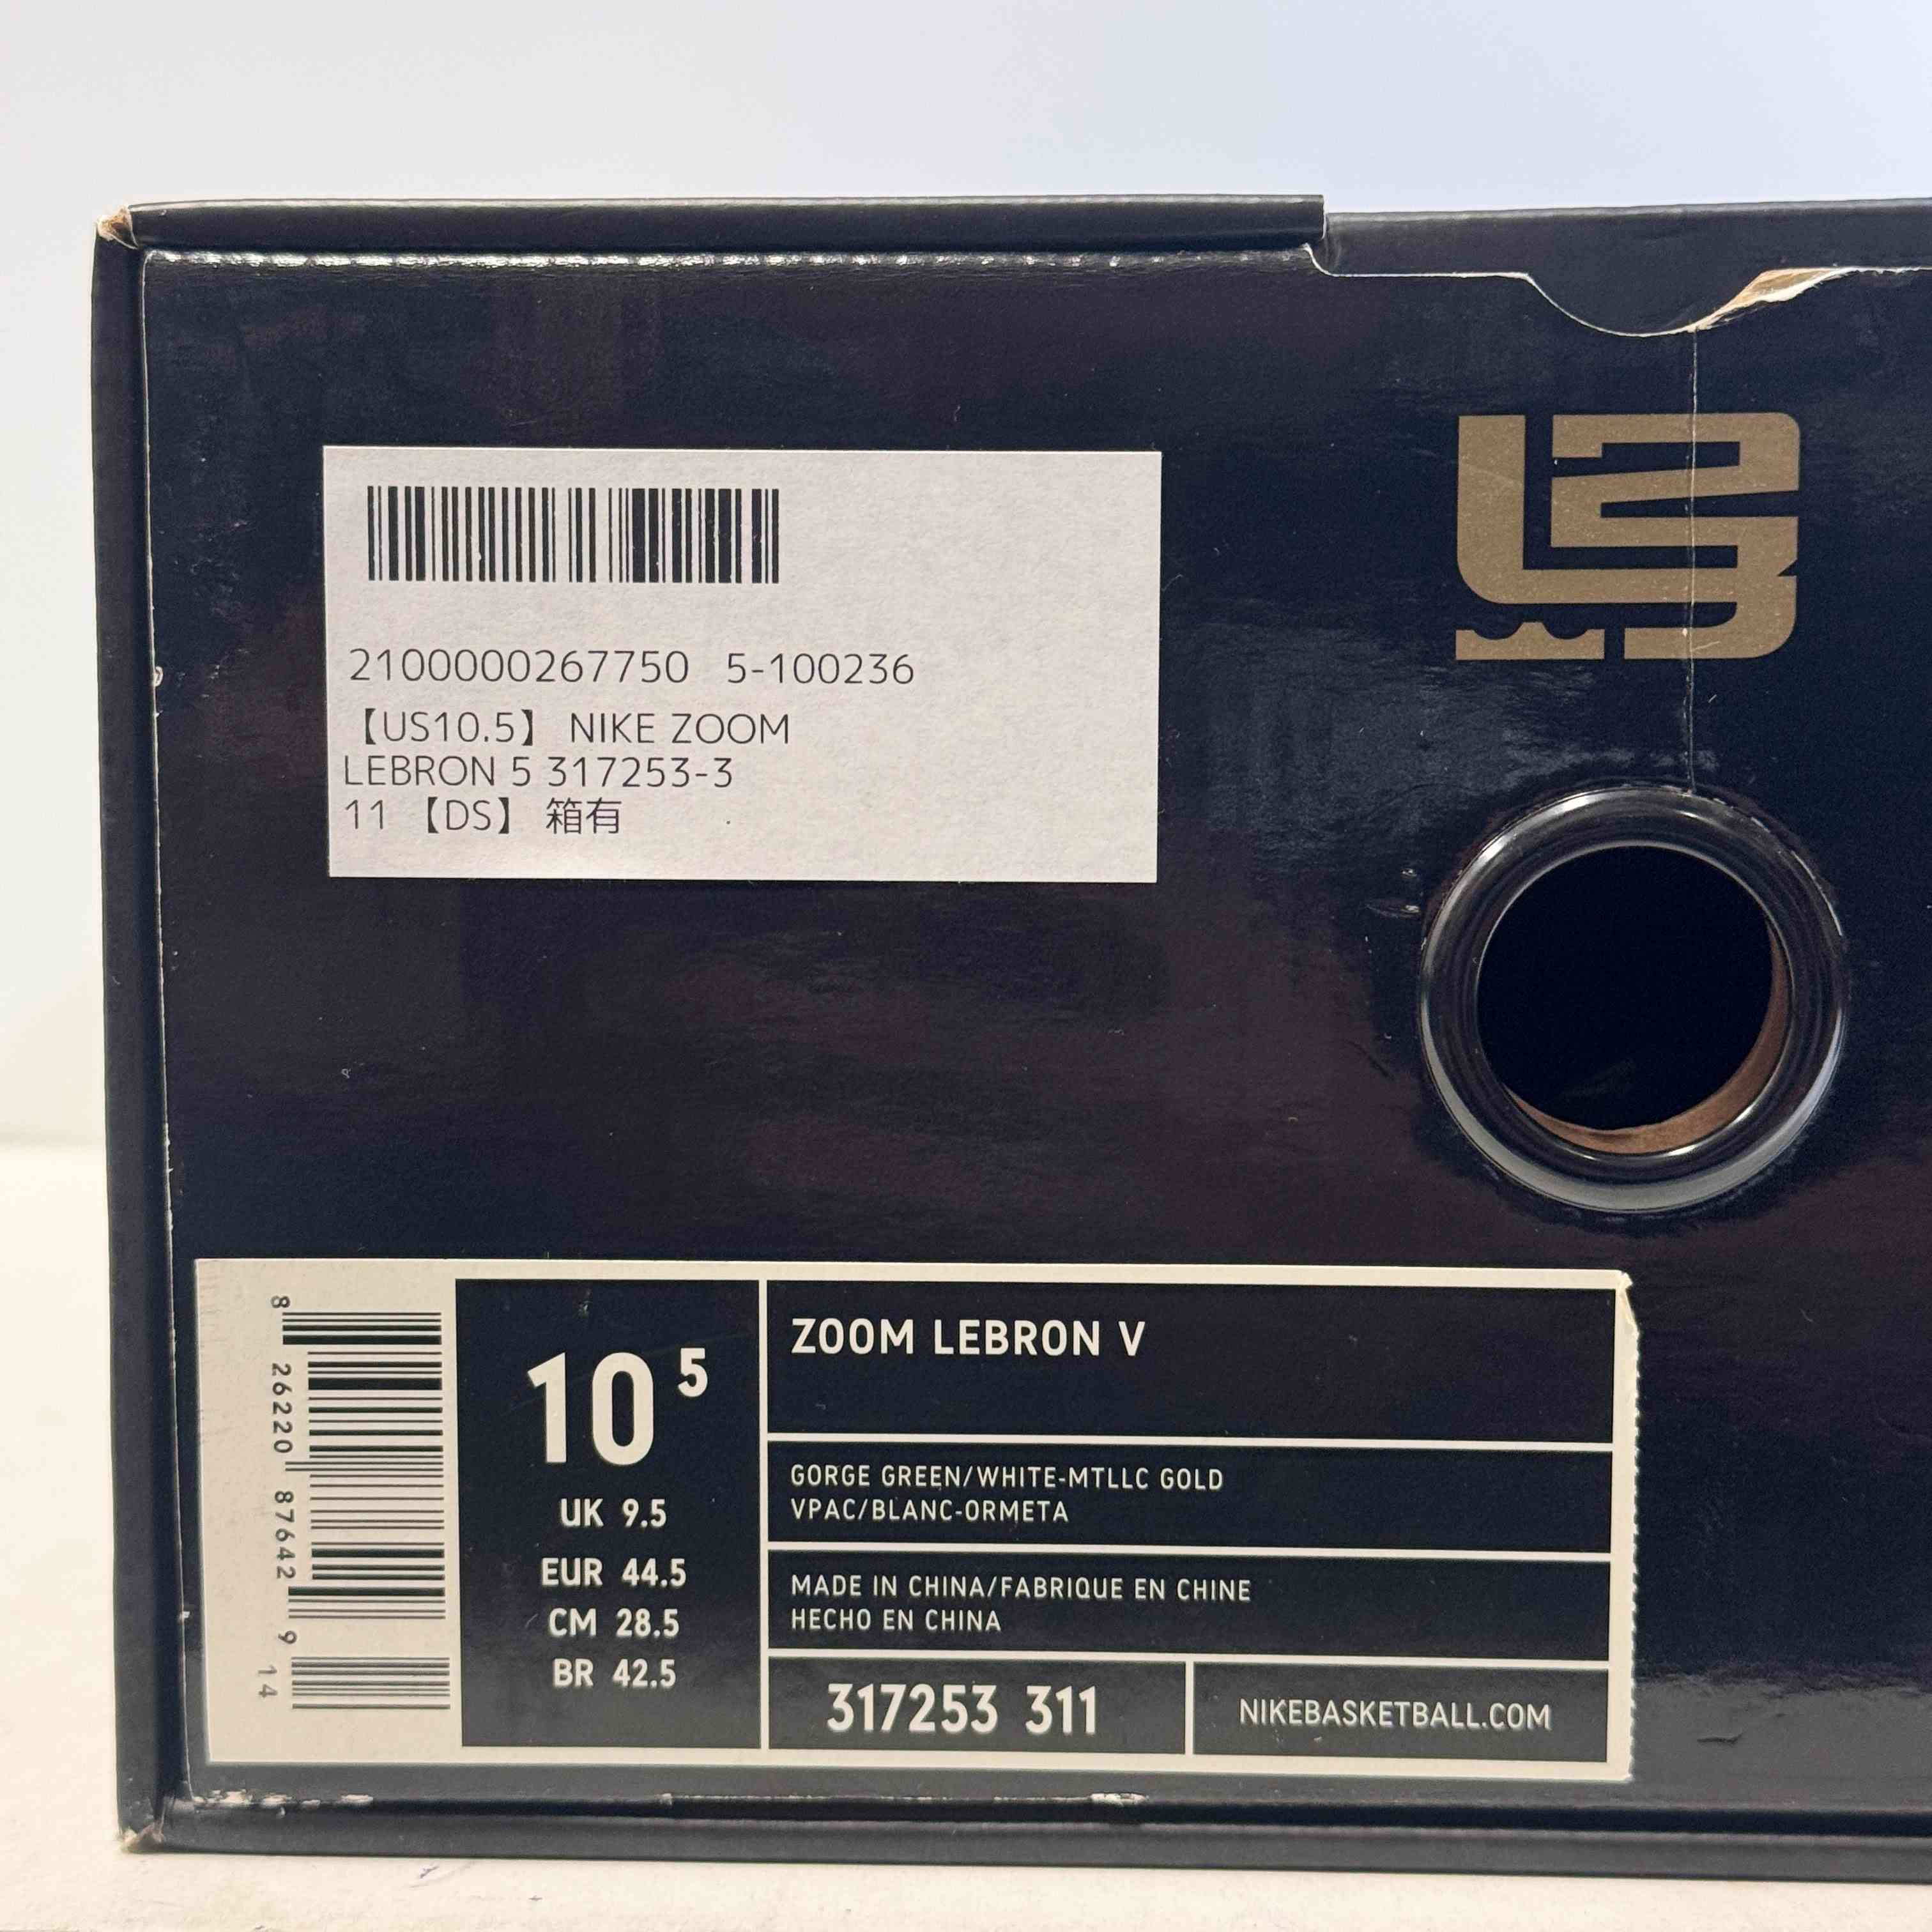 2100000267750 5-100236
【US10.5】 NIKE ZOOM
LEBRON 5 317253-3
11 【DS】 箱有
8 26220 87642 9 14
10 5
UK 9.5
EUR 44.5
CM 28.5
BR 42.5
ZOOM LEBRON V
GORGE GREEN/WHITE-MTLLC GOLD
VPAC/BLANC-ORMETA
MADE IN CHINA/FABRIQUE EN CHINE
HECHO EN CHINA
317253 311
NIKEBASKETBALL.COM